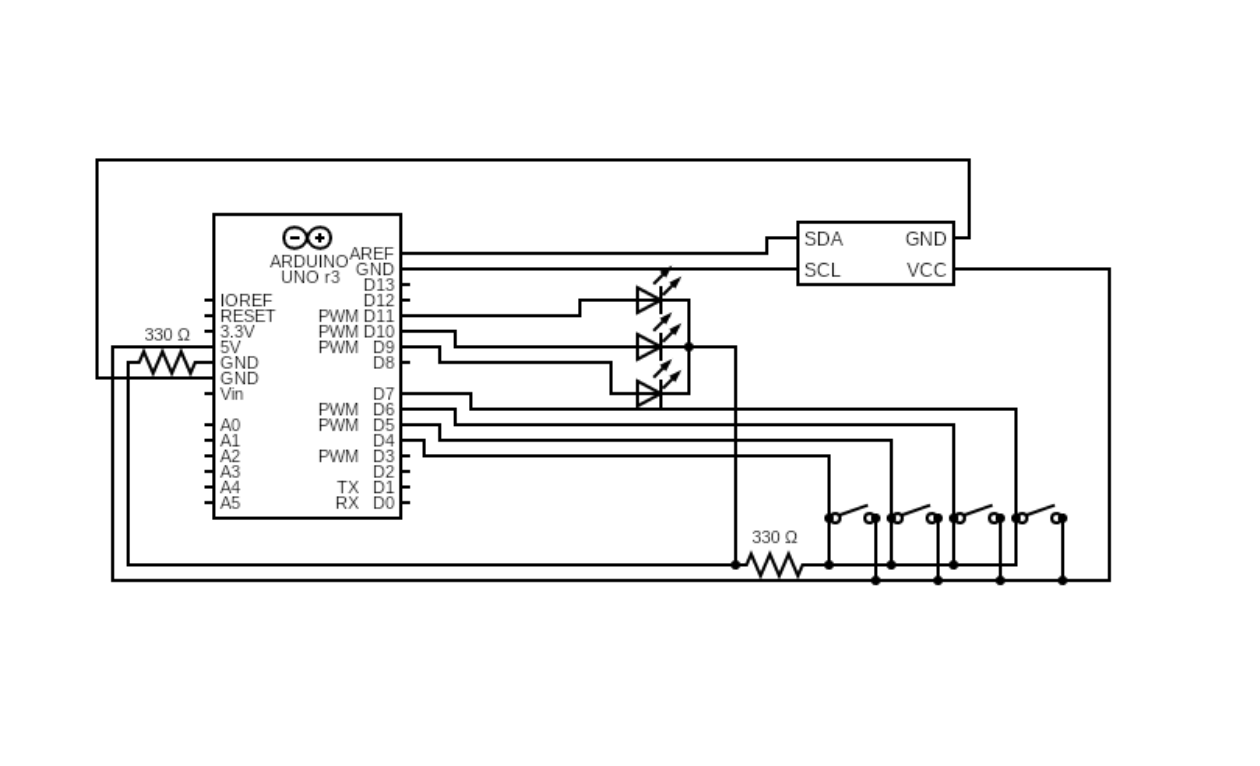 ARDUINO
UNO r3
AREF
GND
D13
D12
PWM D11
PWM D10
PWM D9
D8
D7
PWM D6
PWM D5
D4
PWM D3
D2
TX D1
RX D0
IOREF
RESET
3.3V
5V
GND
GND
Vin
A0
A1
A2
A3
A4
A5
330 Ω
SDA GND
SCL VCC
330 Ω